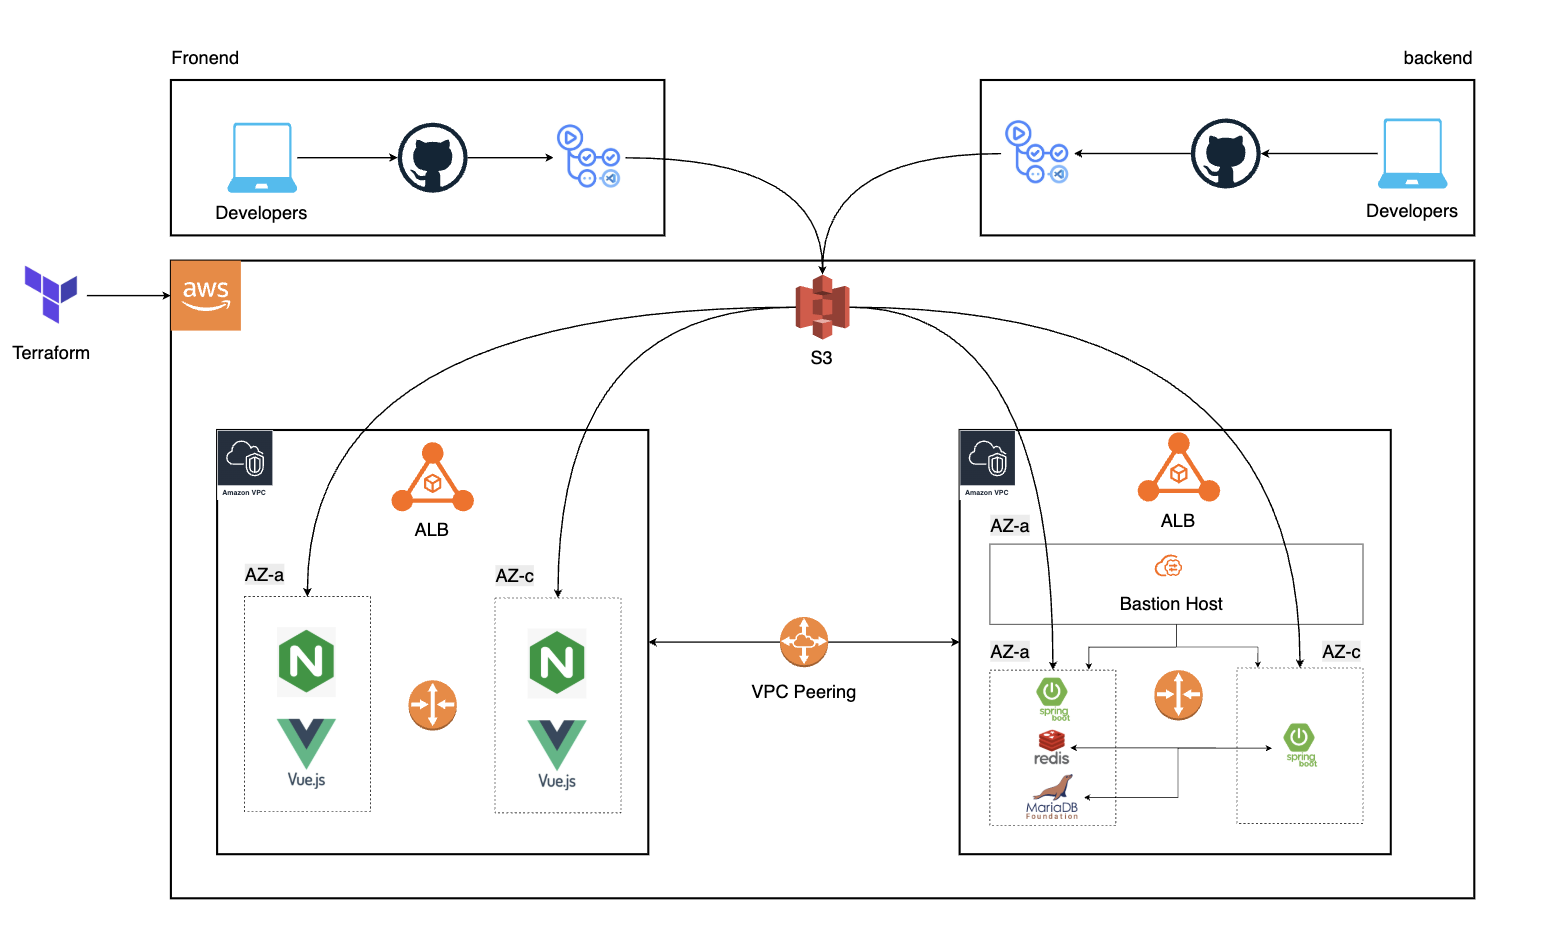 Fronend
backend
Developers
Developers
aws
Terraform
S3
Amazon VPC
ALB
AZ-a
AZ-c
Vue.js
Vue.js
VPC Peering
Amazon VPC
ALB
AZ-a
Bastion Host
AZ-a
AZ-c
spring
boot
redis
MariaDB
Foundation
spring
boot